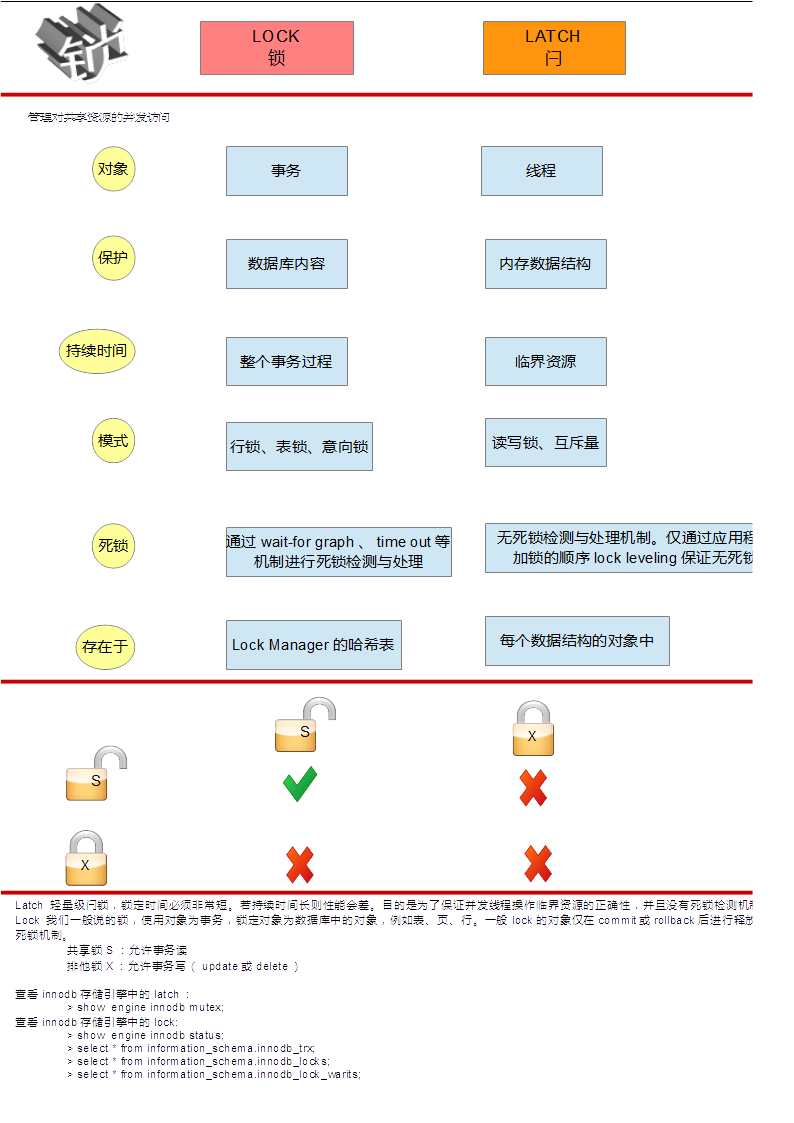 锁
LOCK
锁
LATCH
闩
管理对共享资源的并发访问
对象
事务
线程
保护
数据库内容
内存数据结构
持续时间
整个事务过程
临界资源
模式
行锁、表锁、意向锁
读写锁、互斥量
死锁
通过 wait-for graph 、 time out 等
机制进行死锁检测与处理
无死锁检测与处理机制。仅通过应用程
加锁的顺序 lock leveling 保证无死锁
存在于
Lock Manager 的哈希表
每个数据结构的对象中
S
X
S
X
Latch 轻量级闩锁，锁定时间必须非常短。若持续时间长则性能会差。目的是为了保证并发线程操作临界资源的正确性，并且没有死锁检测机制
Lock 我们一般说的锁，使用对象为事务，锁定对象为数据库中的对象，例如表、页、行。一般 lock 的对象仅在 commit 或 rollback 后进行释放
死锁机制。
共享锁 S ：允许事务读
排他锁 X ：允许事务写（ update 或 delete ）
查看 innodb 存储引擎中的 latch ：
> show engine innodb mutex;
查看 innodb 存储引擎中的 lock:
> show engine innodb status;
> select * from information_schema.innodb_trx;
> select * from information_schema.innodb_locks;
> select * from information_schema.innodb_lock_warits;